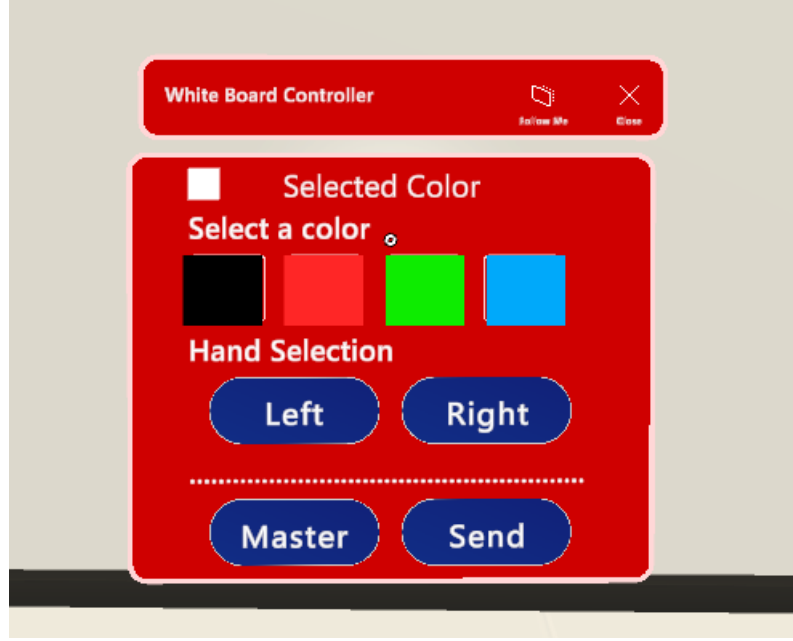 White Board Controller
Follow Me
Close
Selected Color
Select a color
Hand Selection
Left Right
Master Send